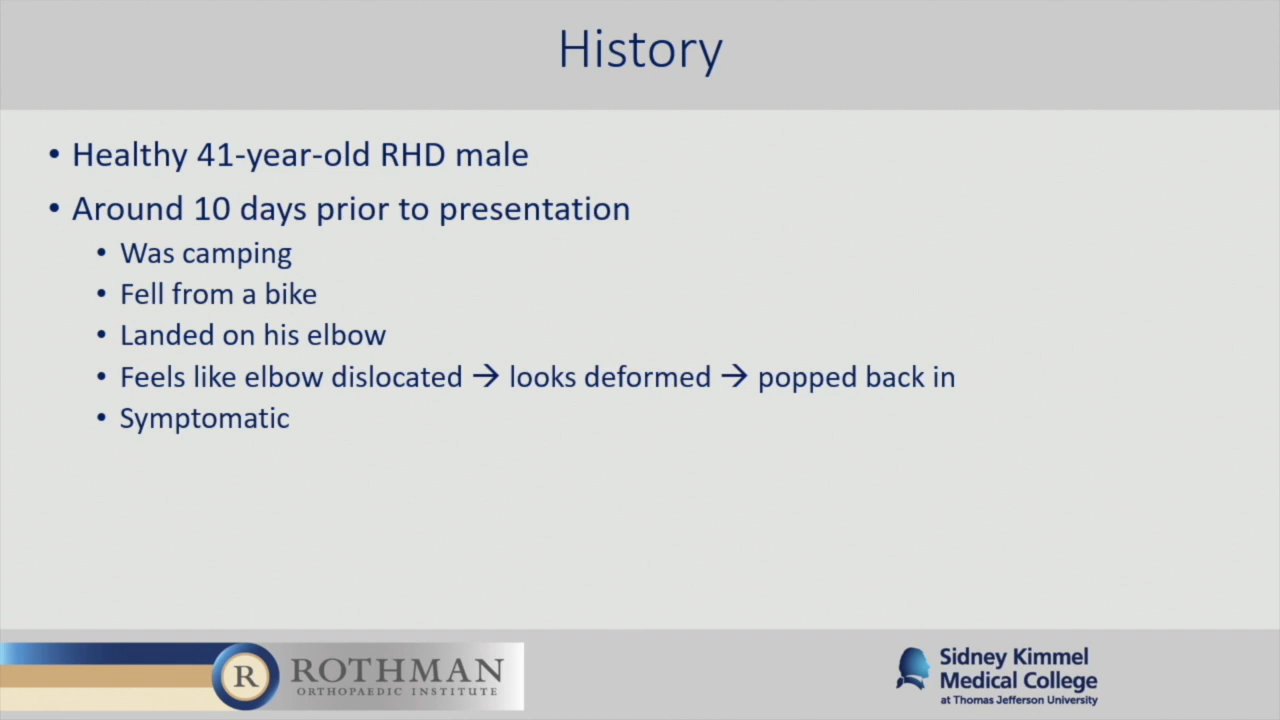 History
• Healthy 41-year-old RHD male
• Around 10 days prior to presentation
• Was camping
• Fell from a bike
• Landed on his elbow
• Feels like elbow dislocated → looks deformed → popped back in
• Symptomatic
R
ROTHMAN
ORTHOPAEDIC INSTITUTE
Sidney Kimmel
Medical College
at Thomas Jefferson University